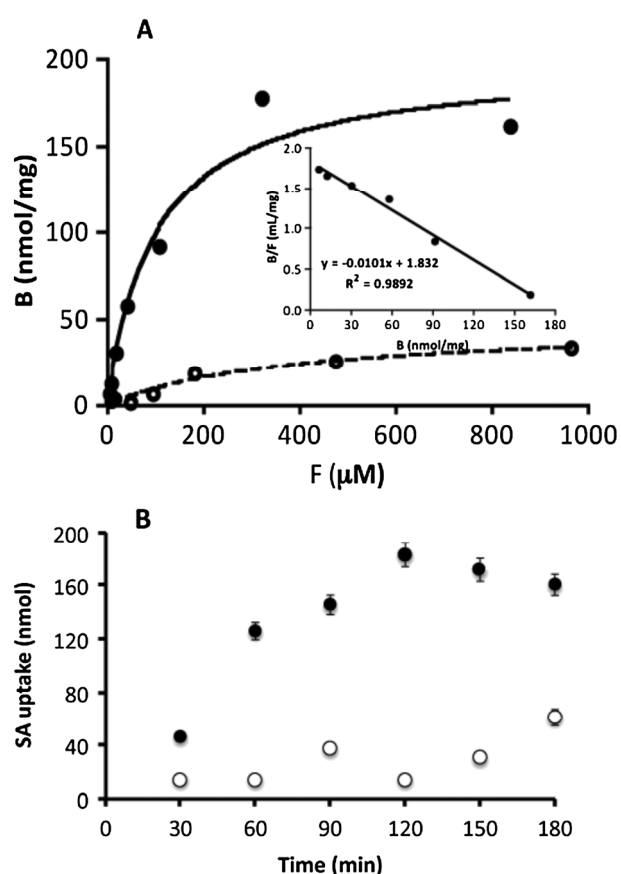 A
B (nmol/mg)
200
150
100
50
0
0 200 400 600 800 1000
F (µM)
B/F (mL/mg)
2.0
1.5
1.0
0.5
0.0
y = -0.0101x + 1.832
R² = 0.9892
0 30 60 90 120 150 180
B (nmol/mg)
B
SA uptake (nmol)
200
160
120
80
40
0
0 30 60 90 120 150 180
Time (min)